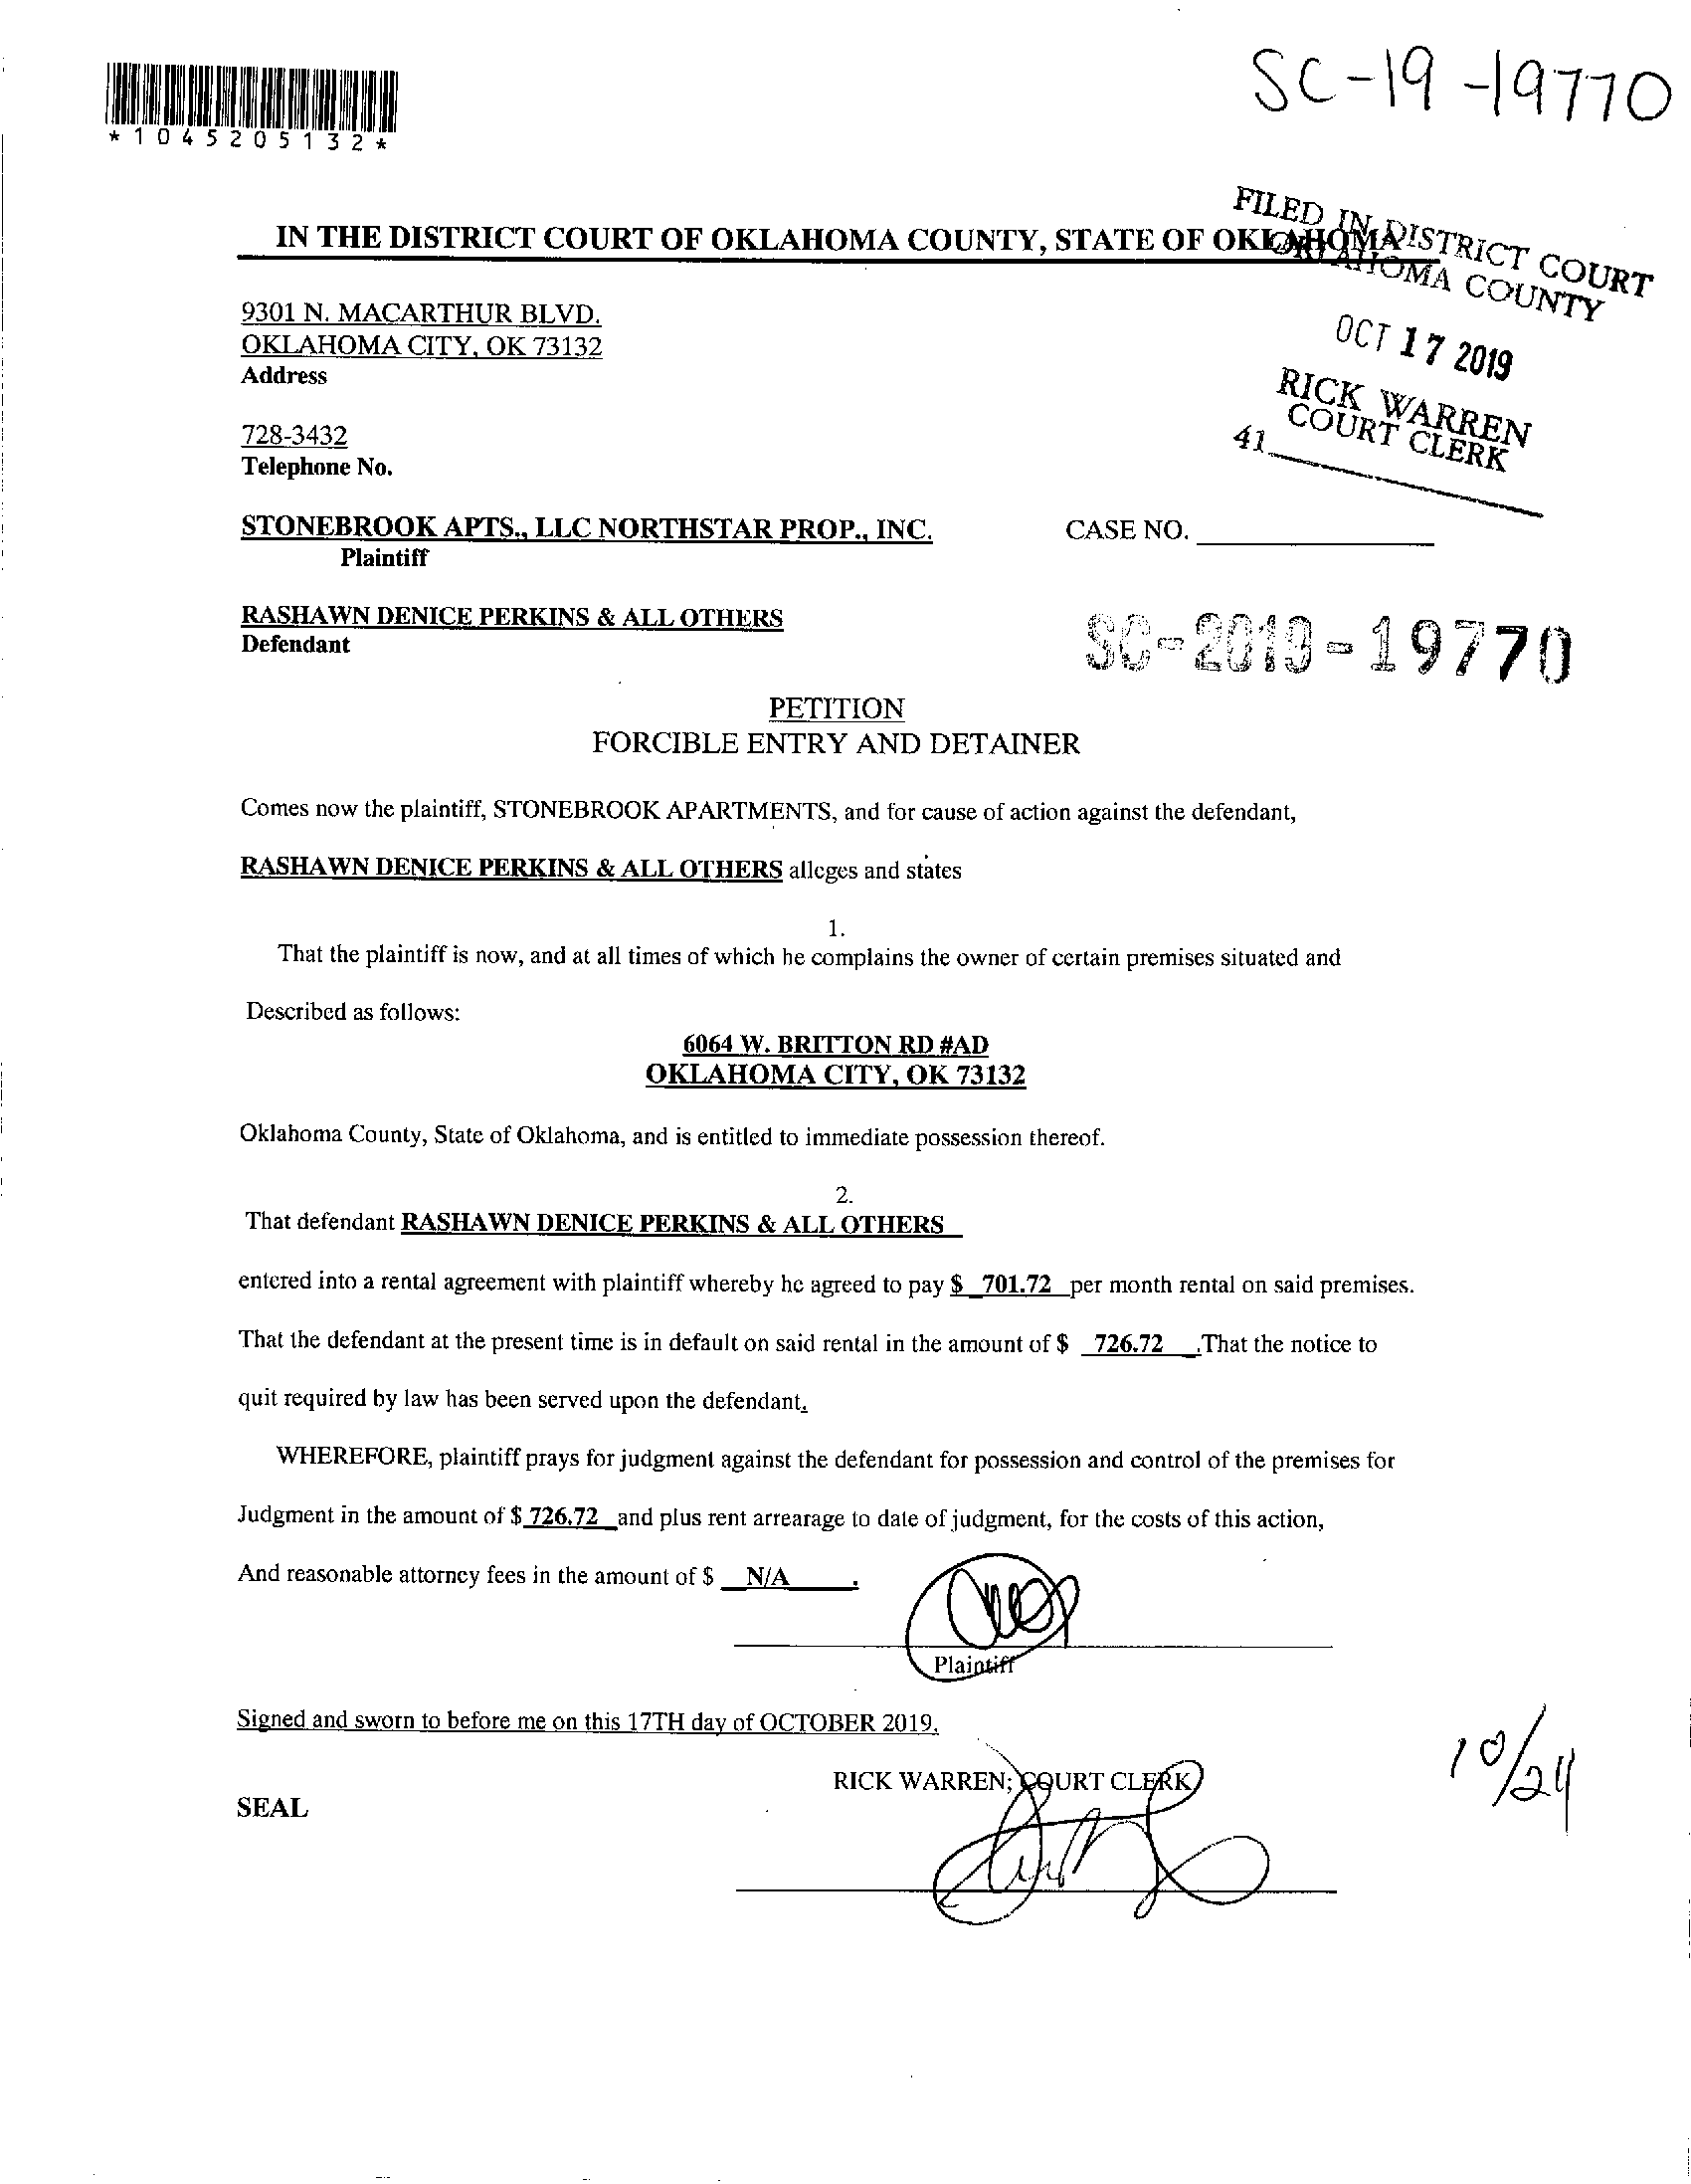 SC-19-19770
*1045205132*
FILED IN DISTRICT COURT
OKLAHOMA COUNTY
IN THE DISTRICT COURT OF OKLAHOMA COUNTY, STATE OF OKLAHOMA
9301 N. MACARTHUR BLVD.
OKLAHOMA CITY, OK 73132
Address
OCT 17 2019
RICK WARREN
COURT CLERK
41
728-3432
Telephone No.
STONEBROOK APTS., LLC NORTHSTAR PROP., INC. CASE NO.
Plaintiff
RASHAWN DENICE PERKINS & ALL OTHERS
Defendant
SC-2019-19770
PETITION
FORCIBLE ENTRY AND DETAINER
Comes now the plaintiff, STONEBROOK APARTMENTS, and for cause of action against the defendant,
RASHAWN DENICE PERKINS & ALL OTHERS alleges and states
1.
That the plaintiff is now, and at all times of which he complains the owner of certain premises situated and
Described as follows:
6064 W. BRITTON RD #AD
OKLAHOMA CITY, OK 73132
Oklahoma County, State of Oklahoma, and is entitled to immediate possession thereof.
2.
That defendant RASHAWN DENICE PERKINS & ALL OTHERS
entered into a rental agreement with plaintiff whereby he agreed to pay $ 701.72 per month rental on said premises.
That the defendant at the present time is in default on said rental in the amount of $ 726.72 .That the notice to
quit required by law has been served upon the defendant.
WHEREFORE, plaintiff prays for judgment against the defendant for possession and control of the premises for
Judgment in the amount of $ 726.72 and plus rent arrearage to date of judgment, for the costs of this action,
And reasonable attorney fees in the amount of $ N/A .
Plaintiff
Signed and sworn to before me on this 17TH day of OCTOBER 2019.
10/24
RICK WARREN; COURT CLERK
SEAL